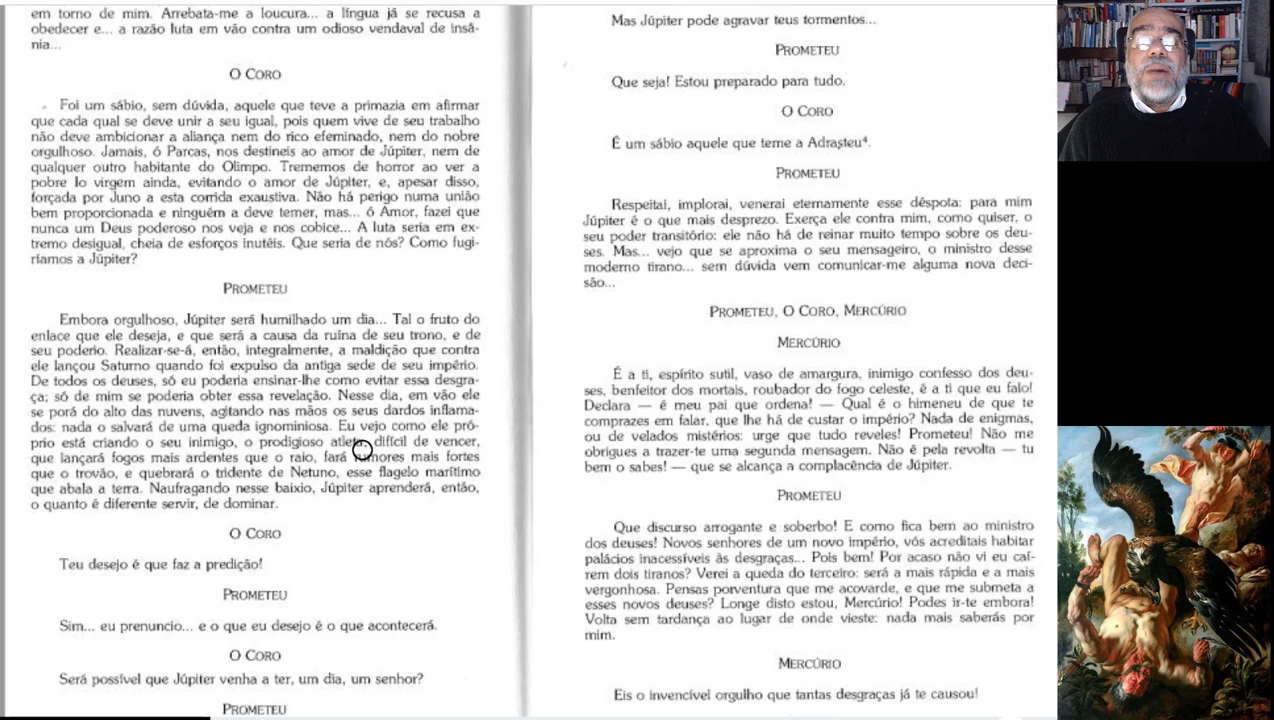 em torno de mim. Arrebata-me a loucura... a língua já se recusa a
obedecer e... a razão luta em vão contra um odioso vendaval de insâ-
nia...
O CORO
Foi um sábio, sem dúvida, aquele que teve a primazia em afirmar
que cada qual se deve unir a seu igual, pois quem vive de seu trabalho
não deve ambicionar a aliança nem do rico efeminado, nem do nobre
orgulhoso. Jamais, ó Parcas, nos destineis ao amor de Júpiter, nem de
qualquer outro habitante do Olimpo. Trememos de horror ao ver a
pobre Io virgem ainda, evitando o amor de Júpiter, e, apesar disso,
forçada por Juno a esta corrida exaustiva. Não há perigo numa união
bem proporcionada e ninguém a deve temer, mas... ó Amor, fazei que
nunca um Deus poderoso nos veja e nos cobice... A luta seria em ex-
tremo desigual, cheia de esforços inutéis. Que seria de nós? Como fugi-
riamos a Júpiter?
PROMETEU
Embora orgulhoso, Júpiter será humilhado um dia... Tal o fruto do
enlace que ele deseja, e que será a causa da ruína de seu trono, e de
seu poderio. Realizar-se-á, então, integralmente, a maldição que contra
ele lançou Saturno quando foi expulso da antiga sede de seu império.
De todos os deuses, só eu poderia ensinar-lhe como evitar essa desgra-
ça; só de mim se poderia obter essa revelação. Nesse dia, em vão ele
se porá do alto das nuvens, agitando nas mãos os seus dardos inflama-
dos: nada o salvará de uma queda ignominiosa. Eu vejo como ele pró-
prio está criando o seu inimigo, o prodigioso atleta difícil de vencer,
que lançará fogos mais ardentes que o raio, fará rumores mais fortes
que o trovão, e quebrará o tridente de Netuno, esse flagelo marítimo
que abala a terra. Naufragando nesse baixio, Júpiter aprenderá, então,
o quanto é diferente servir, de dominar.
O CORO
Teu desejo é que faz a predição!
PROMETEU
Sim... eu prenuncio... e o que eu desejo é o que acontecerá.
O CORO
Será possível que Júpiter venha a ter, um dia, um senhor?
PROMETEU
Mas Júpiter pode agravar teus tormentos...
PROMETEU
Que seja! Estou preparado para tudo.
O CORO
É um sábio aquele que teme a Adrasteu⁴.
PROMETEU
Respeitai, implorai, venerai eternamente esse déspota: para mim
Júpiter é o que mais desprezo. Exerça ele contra mim, como quiser, o
seu poder transitório: ele não há de reinar muito tempo sobre os deu-
ses. Mas... vejo que se aproxima o seu mensageiro, o ministro desse
moderno tirano... sem dúvida vem comunicar-me alguma nova deci-
são...
PROMETEU, O CORO, MERCÚRIO
MERCÚRIO
É a ti, espírito sutil, vaso de amargura, inimigo confesso dos deu-
ses, benfeitor dos mortais, roubador do fogo celeste, é a ti que eu falo!
Declara — é meu pai que ordena! — Qual é o himeneu de que te
comprazes em falar, que lhe há de custar o império? Nada de enigmas,
ou de velados mistérios: urge que tudo reveles! Prometeu! Não me
obrigues a trazer-te uma segunda mensagem. Não é pela revolta — tu
bem o sabes! — que se alcança a complacência de Júpiter.
PROMETEU
Que discurso arrogante e soberbo! E como fica bem ao ministro
dos deuses! Novos senhores de um novo império, vós acreditais habitar
palácios inacessíveis às desgraças... Pois bem! Por acaso não vi eu caí-
rem dois tiranos? Verei a queda do terceiro: será a mais rápida e a mais
vergonhosa. Pensas porventura que me acovarde, e que me submeta a
esses novos deuses? Longe disto estou, Mercúrio! Podes ir-te embora!
Volta sem tardança ao lugar de onde vieste: nada mais saberás por
mim.
MERCÚRIO
Eis o invencível orgulho que tantas desgraças já te causou!